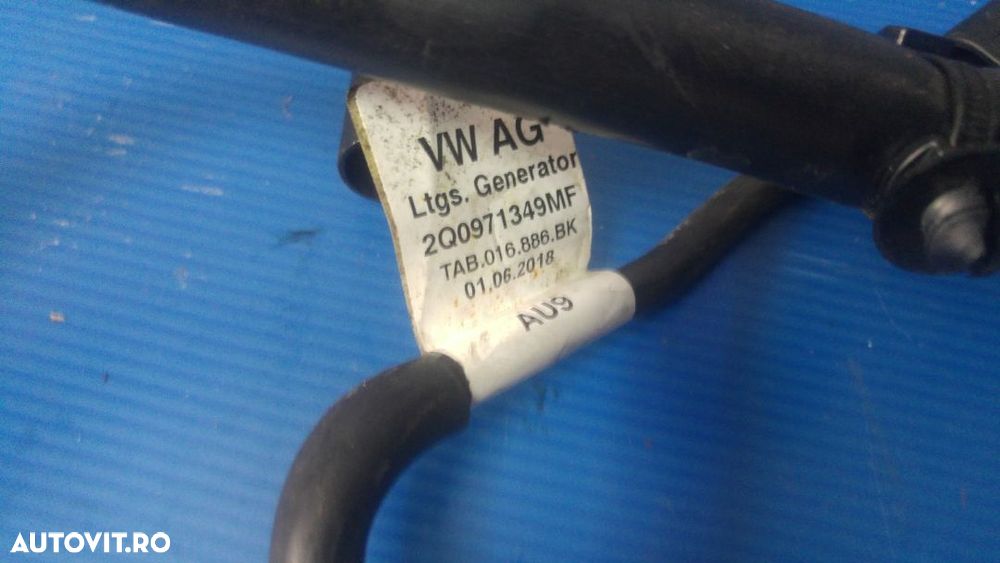 VW AG
Ltgs. Generator
2Q0971349MF
TAB.016.886.BK
01.06.2018
AU9
AUTOVIT.RO